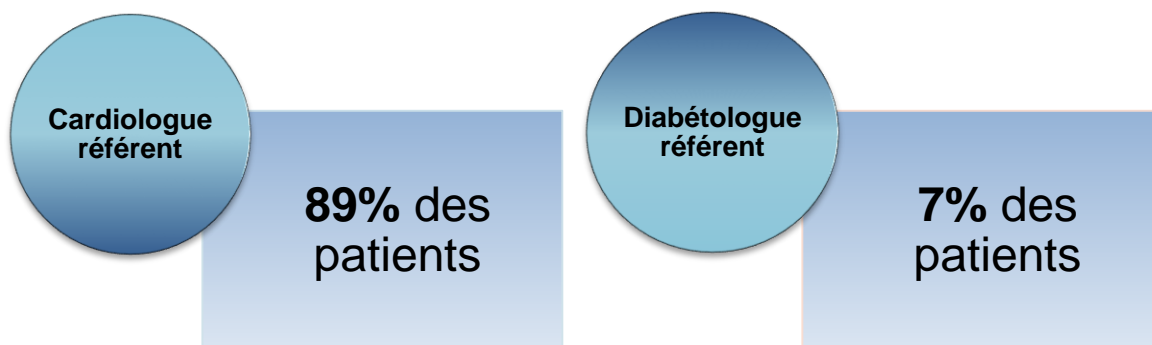 Cardiologue
référent
89% des
patients
Diabétologue
référent
7% des
patients